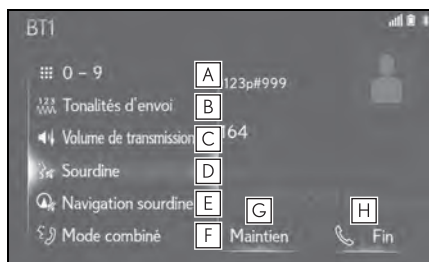 BT1
0 – 9 A 123p#999
Tonalités d'envoi B
Volume de transmission C 164
Sourdine D
Navigation sourdine E G H
Mode combiné F Maintien Fin